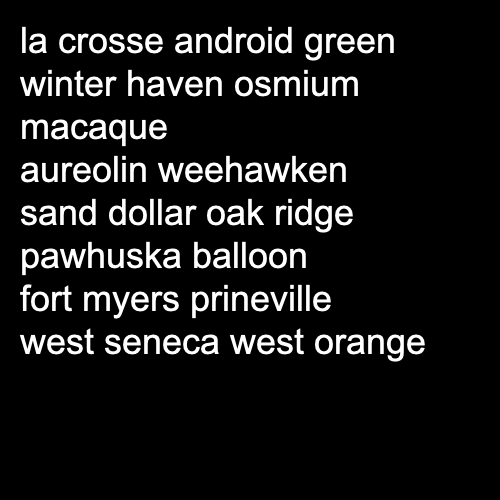 la crosse android green
winter haven osmium
macaque
aureolin weehawken
sand dollar oak ridge
pawhuska balloon
fort myers prineville
west seneca west orange